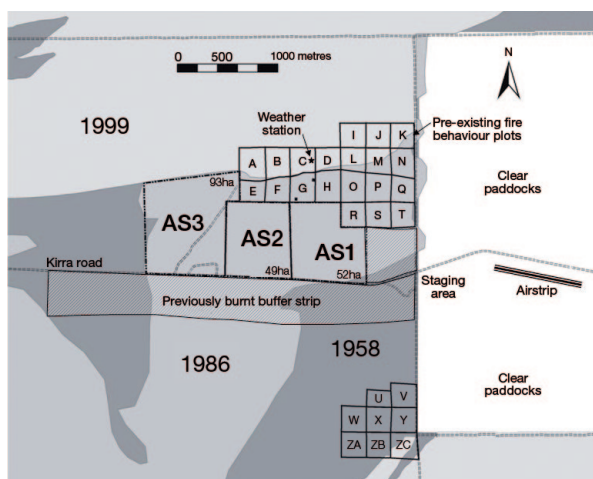 0 500 1000 metres
N
1999
Weather
station
Pre-existing fire
behaviour plots
I J K
A B C D L M N
E F G H O P Q
R S T
Clear
paddocks
93ha
AS3
AS2
AS1
49ha
52ha
Kirra road
Previously burnt buffer strip
Staging
area
Airstrip
1986
1958
Clear
paddocks
U V
W X Y
ZA ZB ZC